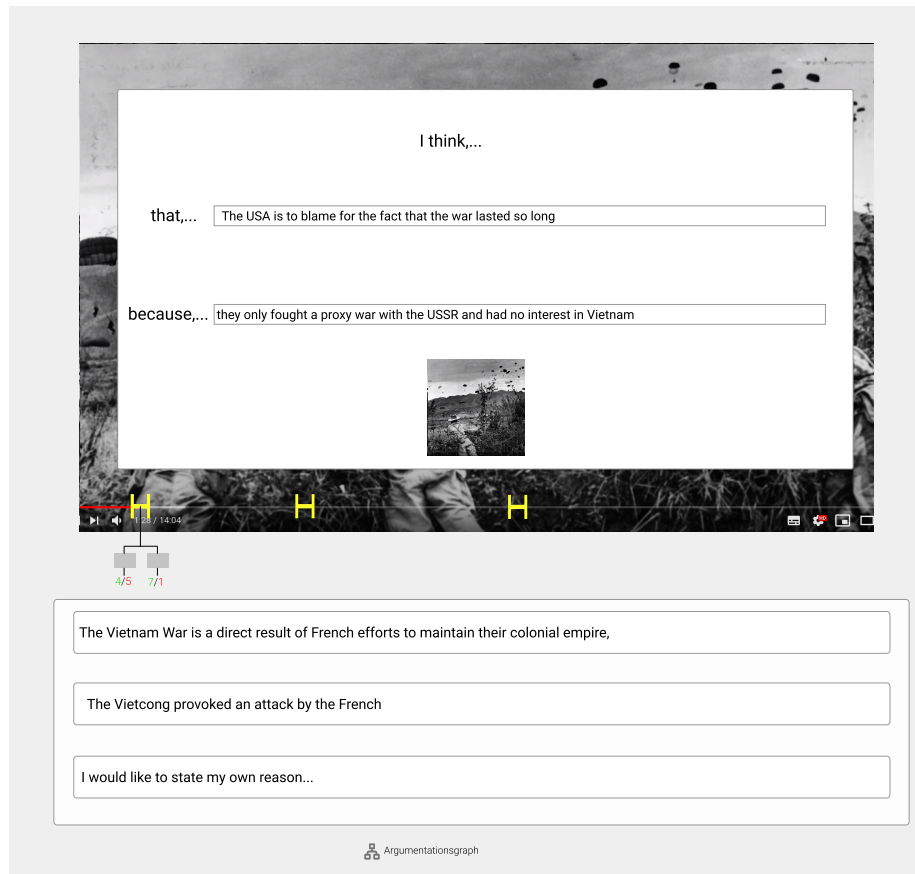 I think,...
that,... The USA is to blame for the fact that the war lasted so long
because,... they only fought a proxy war with the USSR and had no interest in Vietnam
1:28 / 14:04
HD
4/5 7/1
The Vietnam War is a direct result of French efforts to maintain their colonial empire,
The Vietcong provoked an attack by the French
I would like to state my own reason...
Argumentationsgraph